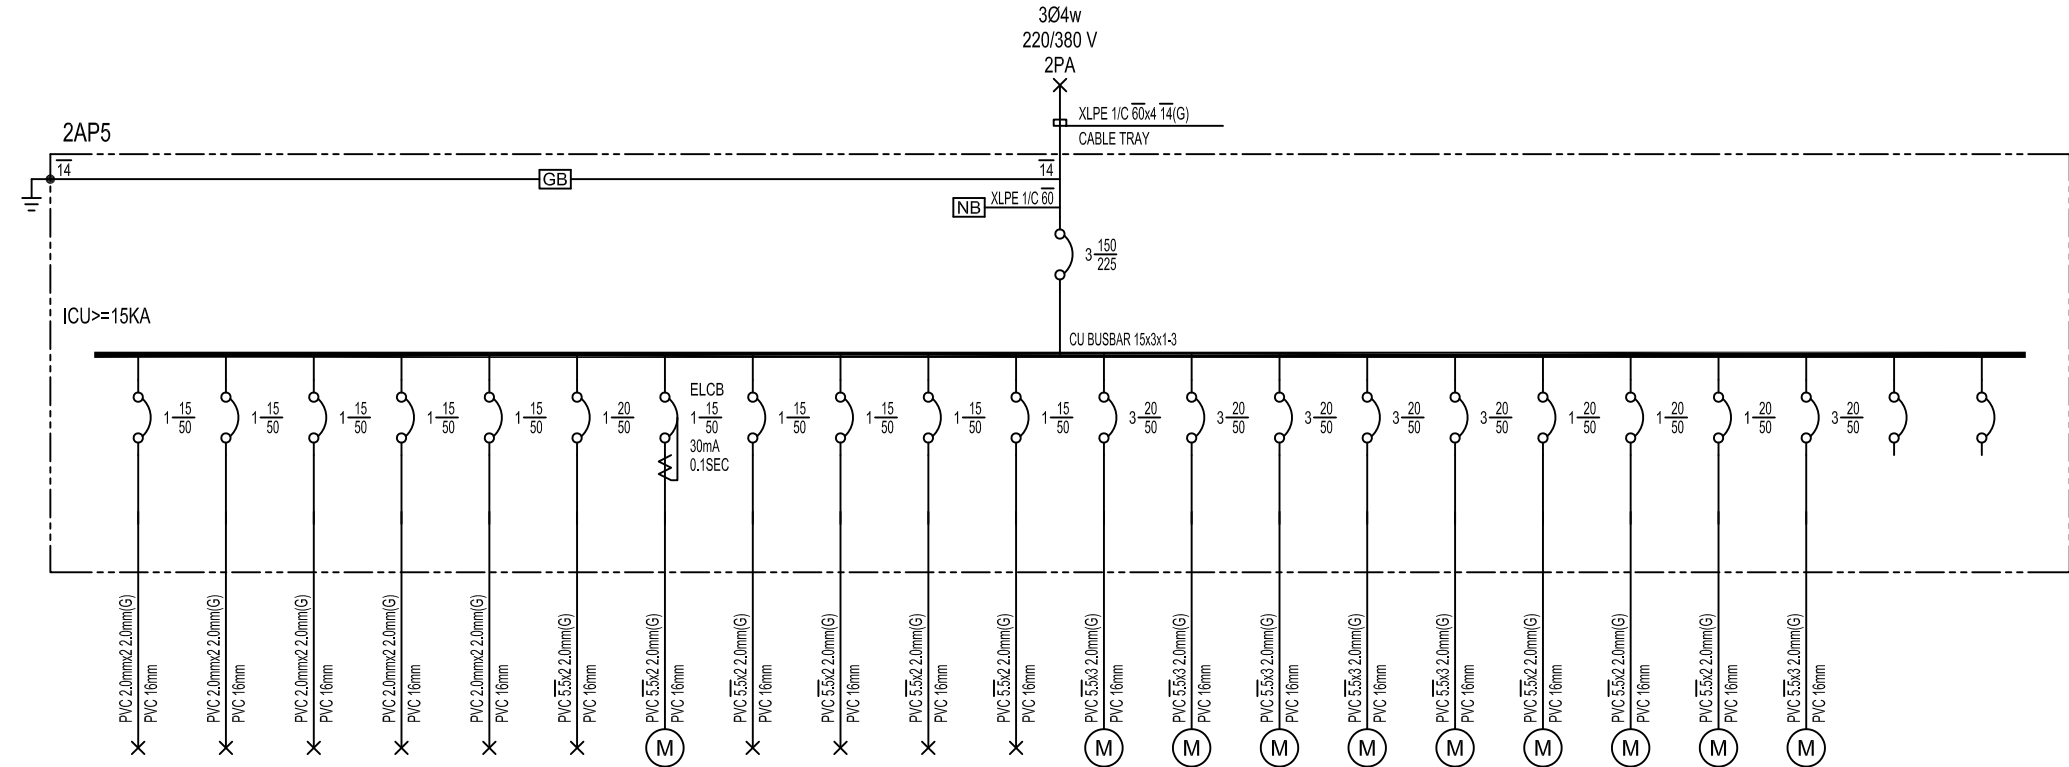 3Ø4w
220/380 V
2PA
XLPE 1/C 60x4 14(G)
CABLE TRAY
2AP5
14
GB
14
NB
XLPE 1/C 60
3 150/225
ICU>=15KA
CU BUSBAR 15x3x1-3
1 15/50
1 15/50
1 15/50
1 15/50
1 15/50
1 20/50
ELCB
1 15/50
30mA
0.1SEC
1 15/50
1 15/50
1 15/50
1 15/50
3 20/50
3 20/50
3 20/50
3 20/50
3 20/50
1 20/50
1 20/50
1 20/50
3 20/50
PVC 2.0mmx2 2.0mm(G)
PVC 16mm
PVC 2.0mmx2 2.0mm(G)
PVC 16mm
PVC 2.0mmx2 2.0mm(G)
PVC 16mm
PVC 2.0mmx2 2.0mm(G)
PVC 16mm
PVC 2.0mmx2 2.0mm(G)
PVC 16mm
PVC 5.5x2 2.0mm(G)
PVC 16mm
PVC 5.5x2 2.0mm(G)
PVC 16mm
PVC 5.5x2 2.0mm(G)
PVC 16mm
PVC 5.5x2 2.0mm(G)
PVC 16mm
PVC 5.5x2 2.0mm(G)
PVC 16mm
PVC 5.5x2 2.0mm(G)
PVC 16mm
PVC 5.5x3 2.0mm(G)
PVC 16mm
PVC 5.5x3 2.0mm(G)
PVC 16mm
PVC 5.5x3 2.0mm(G)
PVC 16mm
PVC 5.5x3 2.0mm(G)
PVC 16mm
PVC 5.5x3 2.0mm(G)
PVC 16mm
PVC 5.5x2 2.0mm(G)
PVC 16mm
PVC 5.5x2 2.0mm(G)
PVC 16mm
PVC 5.5x2 2.0mm(G)
PVC 16mm
PVC 5.5x3 2.0mm(G)
PVC 16mm
M
M
M
M
M
M
M
M
M
M